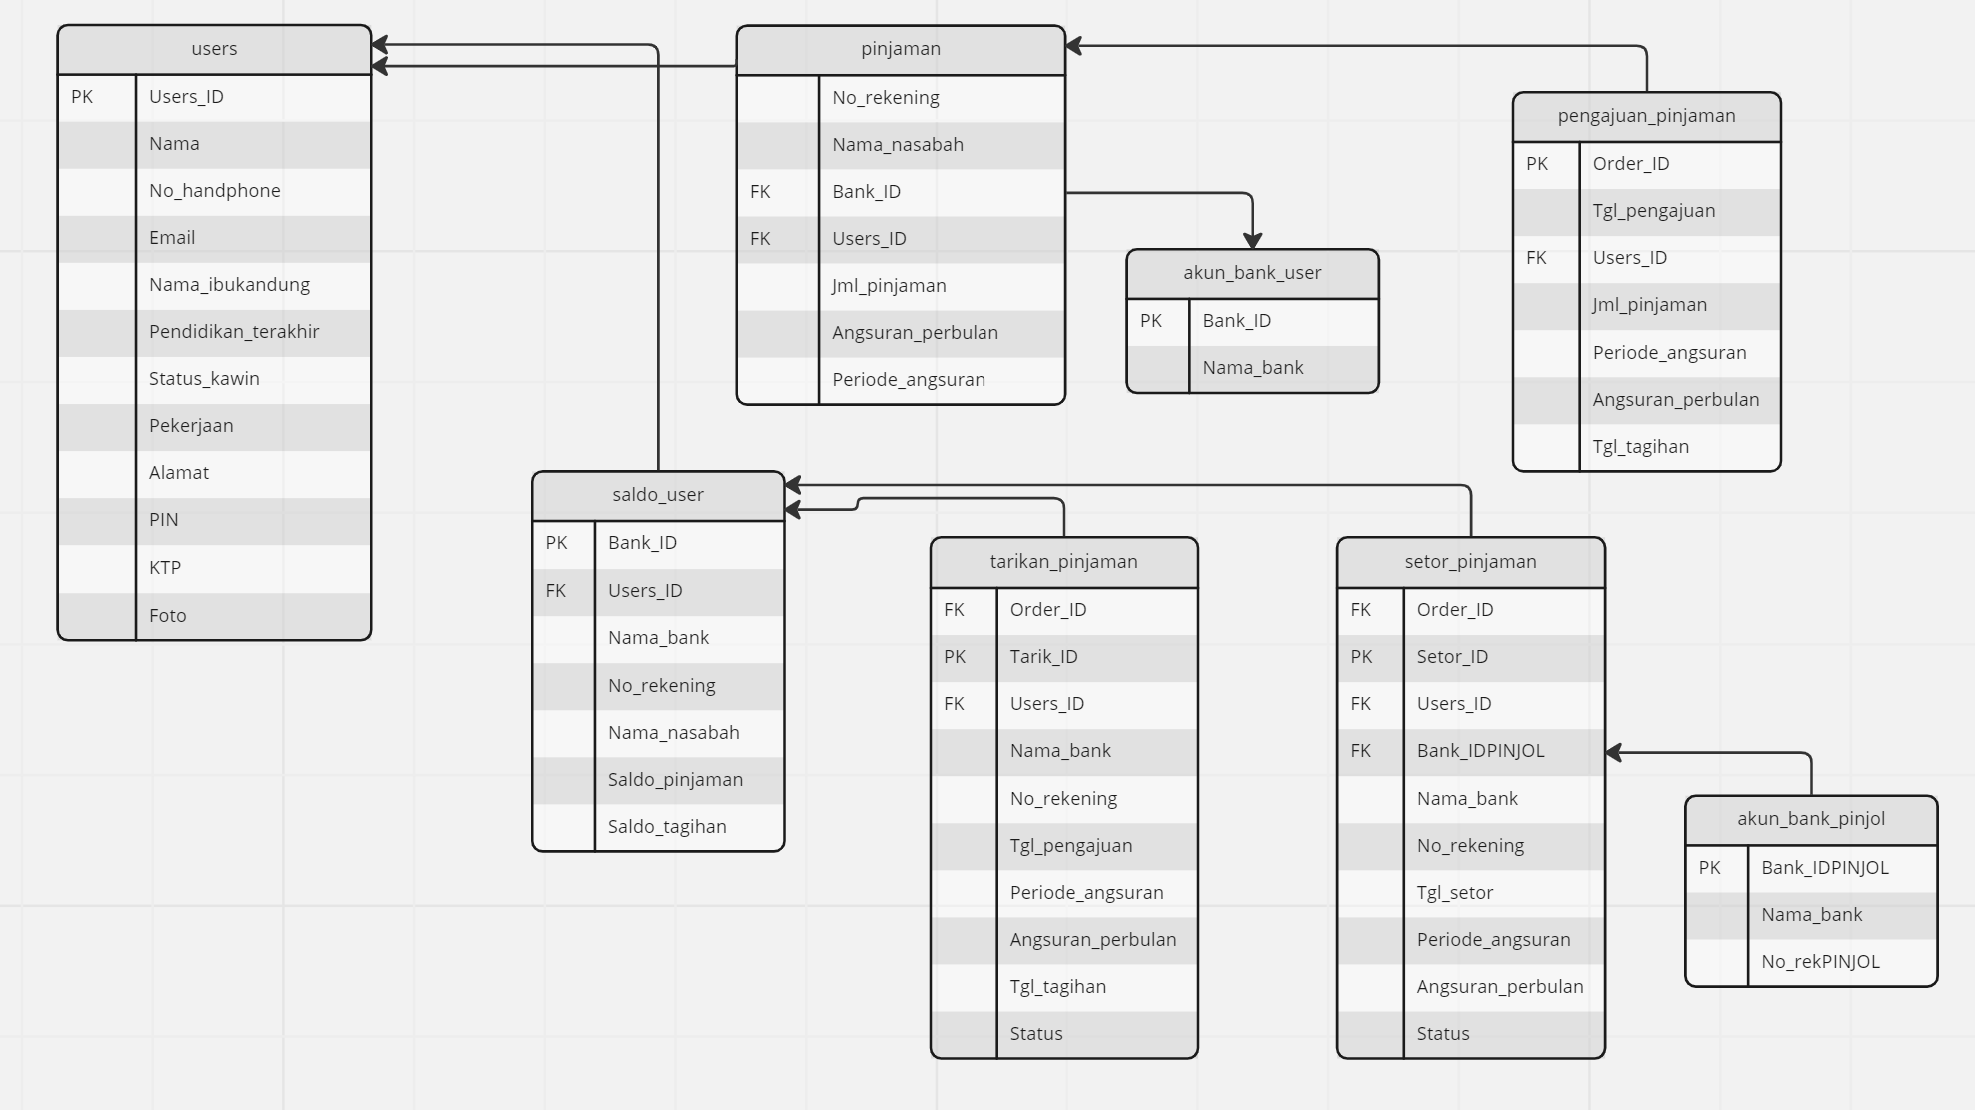 users
PK Users_ID
Nama
No_handphone
Email
Nama_ibukandung
Pendidikan_terakhir
Status_kawin
Pekerjaan
Alamat
PIN
KTP
Foto
pinjaman
No_rekening
Nama_nasabah
FK Bank_ID
FK Users_ID
Jml_pinjaman
Angsuran_perbulan
Periode_angsuran
akun_bank_user
PK Bank_ID
Nama_bank
pengajuan_pinjaman
PK Order_ID
Tgl_pengajuan
FK Users_ID
Jml_pinjaman
Periode_angsuran
Angsuran_perbulan
Tgl_tagihan
saldo_user
PK Bank_ID
FK Users_ID
Nama_bank
No_rekening
Nama_nasabah
Saldo_pinjaman
Saldo_tagihan
tarikan_pinjaman
FK Order_ID
PK Tarik_ID
FK Users_ID
Nama_bank
No_rekening
Tgl_pengajuan
Periode_angsuran
Angsuran_perbulan
Tgl_tagihan
Status
setor_pinjaman
FK Order_ID
PK Setor_ID
FK Users_ID
FK Bank_IDPINJOL
Nama_bank
No_rekening
Tgl_setor
Periode_angsuran
Angsuran_perbulan
Status
akun_bank_pinjol
PK Bank_IDPINJOL
Nama_bank
No_rekPINJOL